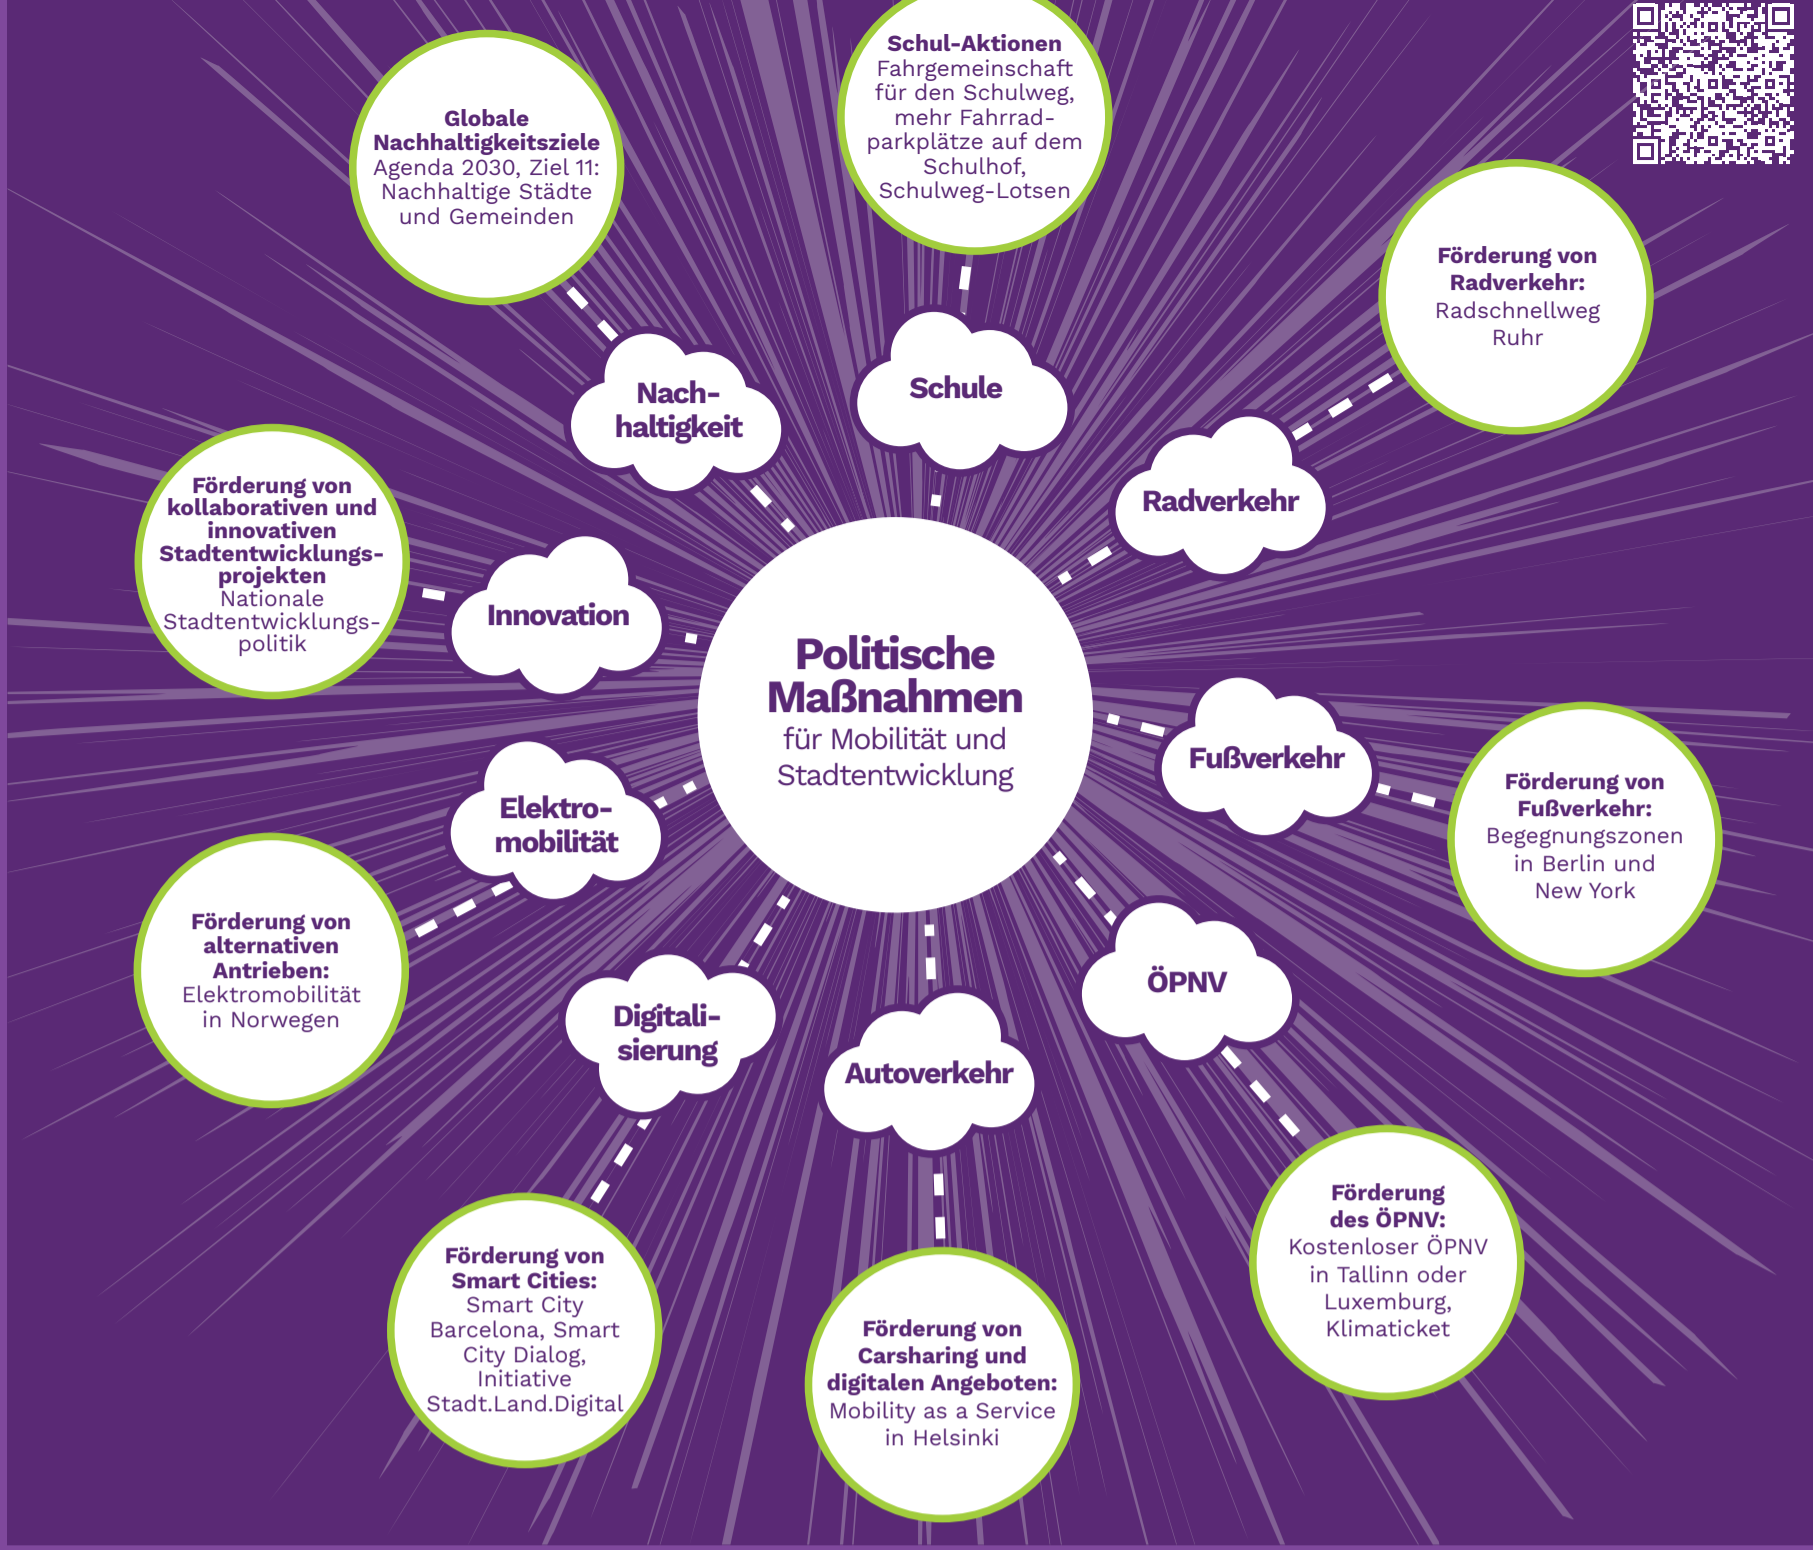 Politische
Maßnahmen
für Mobilität und
Stadtentwicklung
Schule
Schul-Aktionen
Fahrgemeinschaft
für den Schulweg,
mehr Fahrrad-
parkplätze auf dem
Schulhof,
Schulweg-Lotsen
Radverkehr
Förderung von
Radverkehr:
Radschnellweg
Ruhr
Fußverkehr
Förderung von
Fußverkehr:
Begegnungszonen
in Berlin und
New York
ÖPNV
Förderung
des ÖPNV:
Kostenloser ÖPNV
in Tallinn oder
Luxemburg,
Klimaticket
Autoverkehr
Förderung von
Carsharing und
digitalen Angeboten:
Mobility as a Service
in Helsinki
Digitali-
sierung
Förderung von
Smart Cities:
Smart City
Barcelona, Smart
City Dialog,
Initiative
Stadt.Land.Digital
Elektro-
mobilität
Förderung von
alternativen
Antrieben:
Elektromobilität
in Norwegen
Innovation
Förderung von
kollaborativen und
innovativen
Stadtentwicklungs-
projekten
Nationale
Stadtentwicklungs-
politik
Nach-
haltigkeit
Globale
Nachhaltigkeitsziele
Agenda 2030, Ziel 11:
Nachhaltige Städte
und Gemeinden